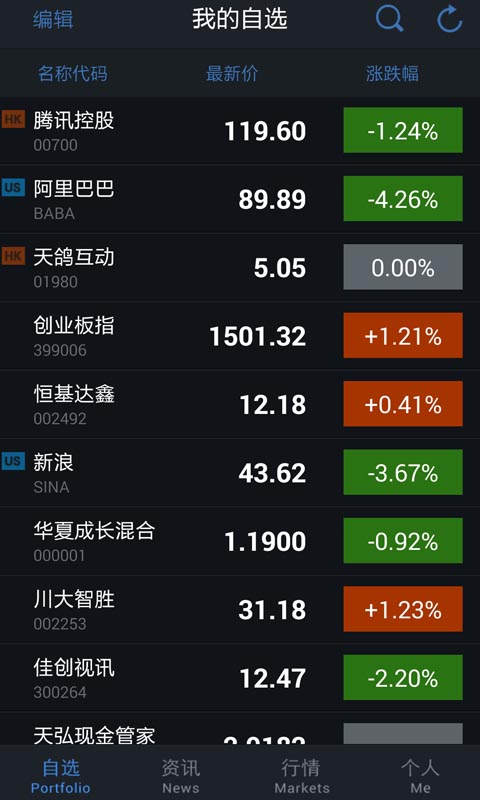 编辑 我的自选
名称代码 最新价 涨跌幅
HK 腾讯控股 119.60 -1.24%
00700
US 阿里巴巴 89.89 -4.26%
BABA
HK 天鸽互动 5.05 0.00%
01980
创业板指 1501.32 +1.21%
399006
恒基达鑫 12.18 +0.41%
002492
US 新浪 43.62 -3.67%
SINA
华夏成长混合 1.1900 -0.92%
000001
川大智胜 31.18 +1.23%
002253
佳创视讯 12.47 -2.20%
300264
天弘现金管家
自选 资讯 行情 个人
Portfolio News Markets Me